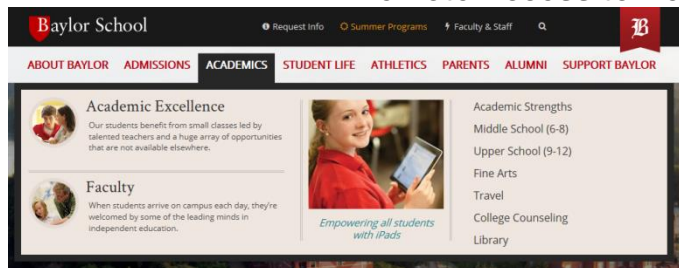 Baylor School
Request Info Summer Programs Faculty & Staff
B
ABOUT BAYLOR ADMISSIONS ACADEMICS STUDENT LIFE ATHLETICS PARENTS ALUMNI SUPPORT BAYLOR
Academic Excellence
Our students benefit from small classes led by
talented teachers and a huge array of opportunities
that are not available elsewhere.
Faculty
When students arrive on campus each day, they're
welcomed by some of the leading minds in
independent education.
Empowering all students
with iPads
Academic Strengths
Middle School (6-8)
Upper School (9-12)
Fine Arts
Travel
College Counseling
Library